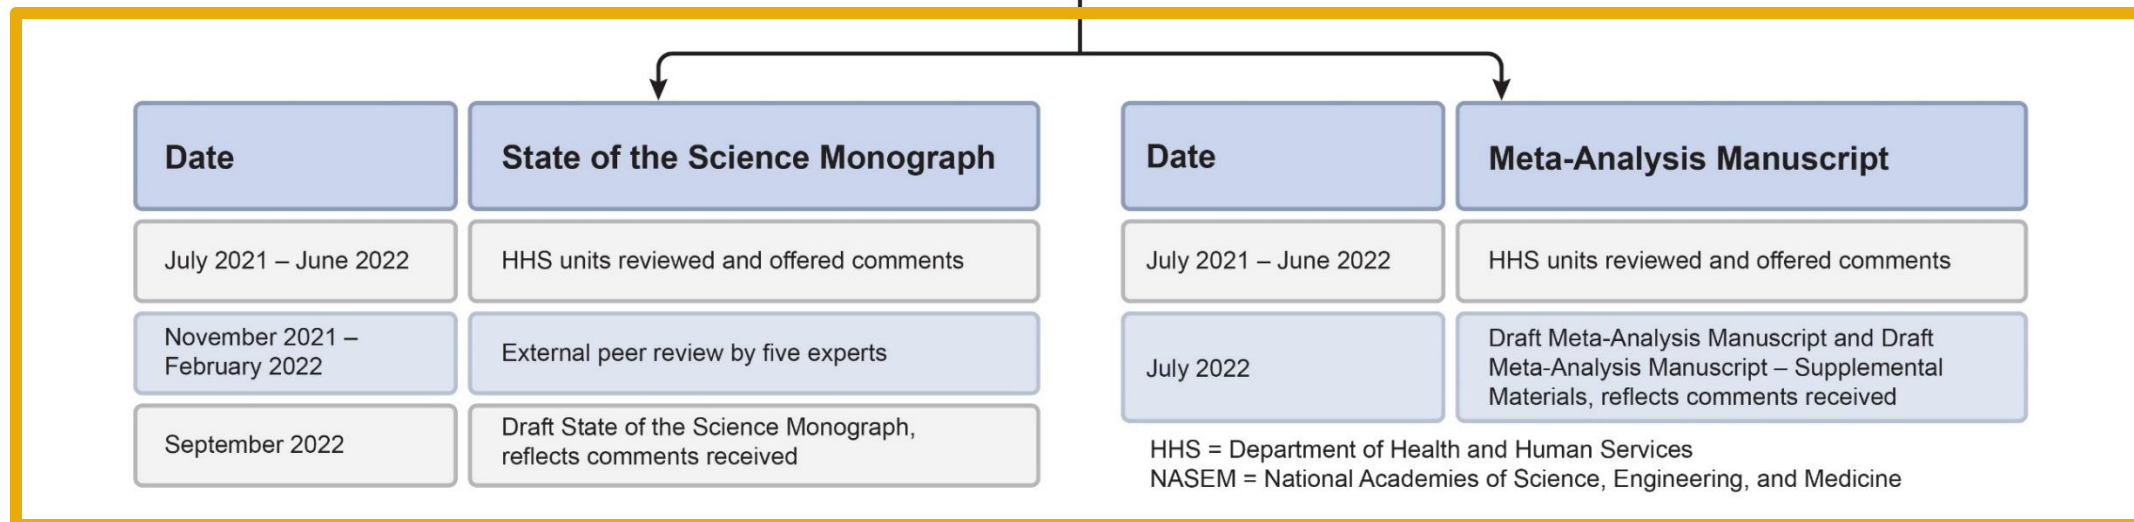 Date
State of the Science Monograph
July 2021 – June 2022
HHS units reviewed and offered comments
November 2021 –
February 2022
External peer review by five experts
September 2022
Draft State of the Science Monograph,
reflects comments received
Date
Meta-Analysis Manuscript
July 2021 – June 2022
HHS units reviewed and offered comments
July 2022
Draft Meta-Analysis Manuscript and Draft
Meta-Analysis Manuscript – Supplemental
Materials, reflects comments received
HHS = Department of Health and Human Services
NASEM = National Academies of Science, Engineering, and Medicine